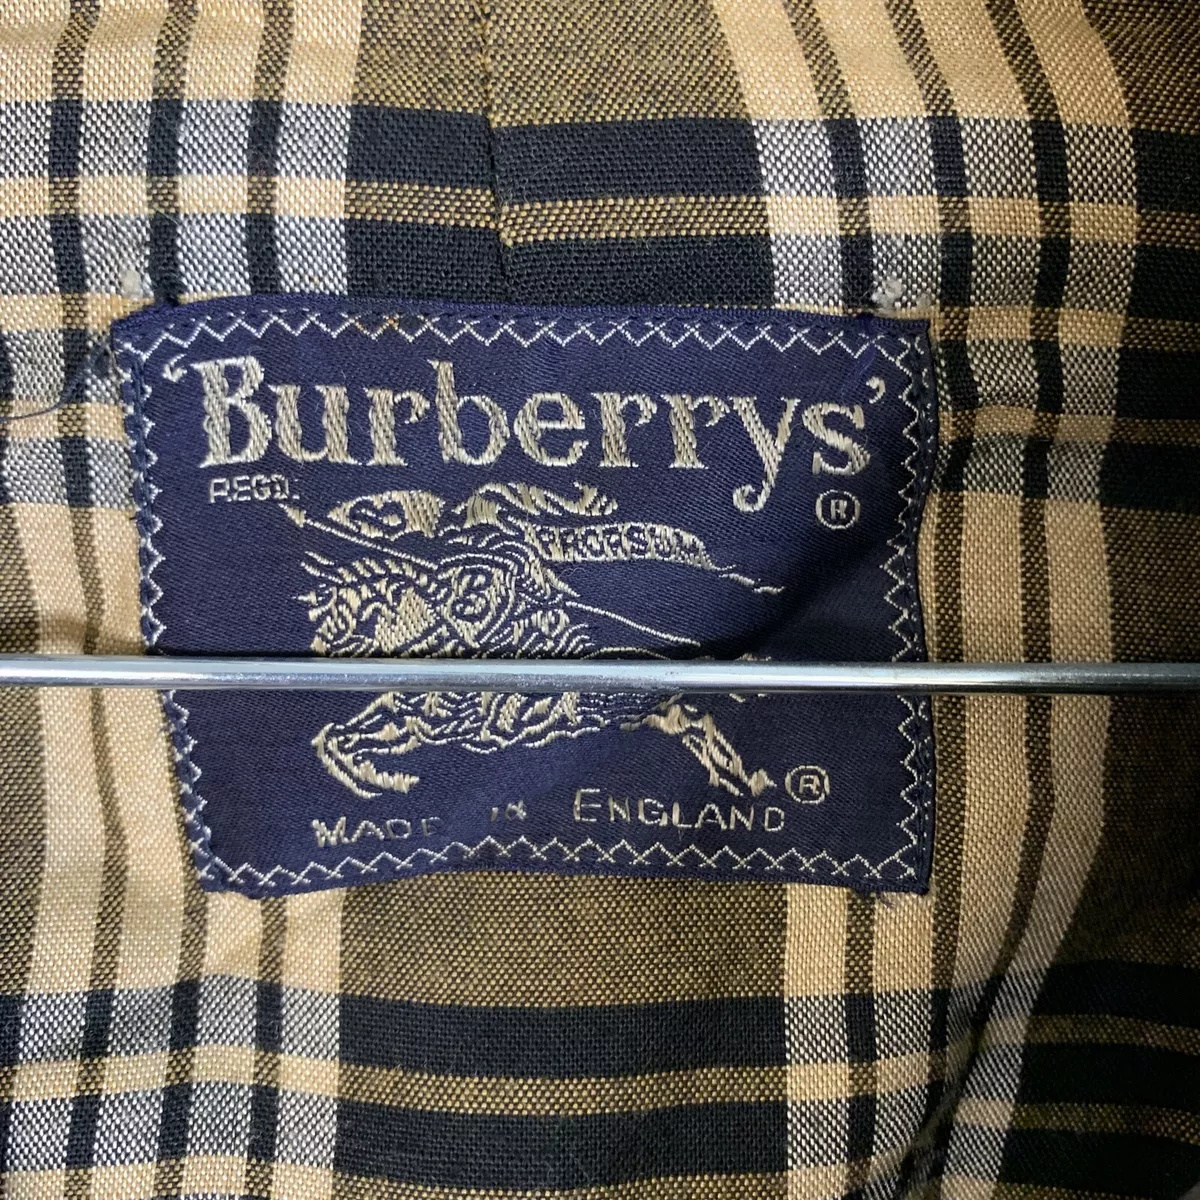 'Burberrys'
REGD. ®
PRORSUM
B
®
MADE IN ENGLAND